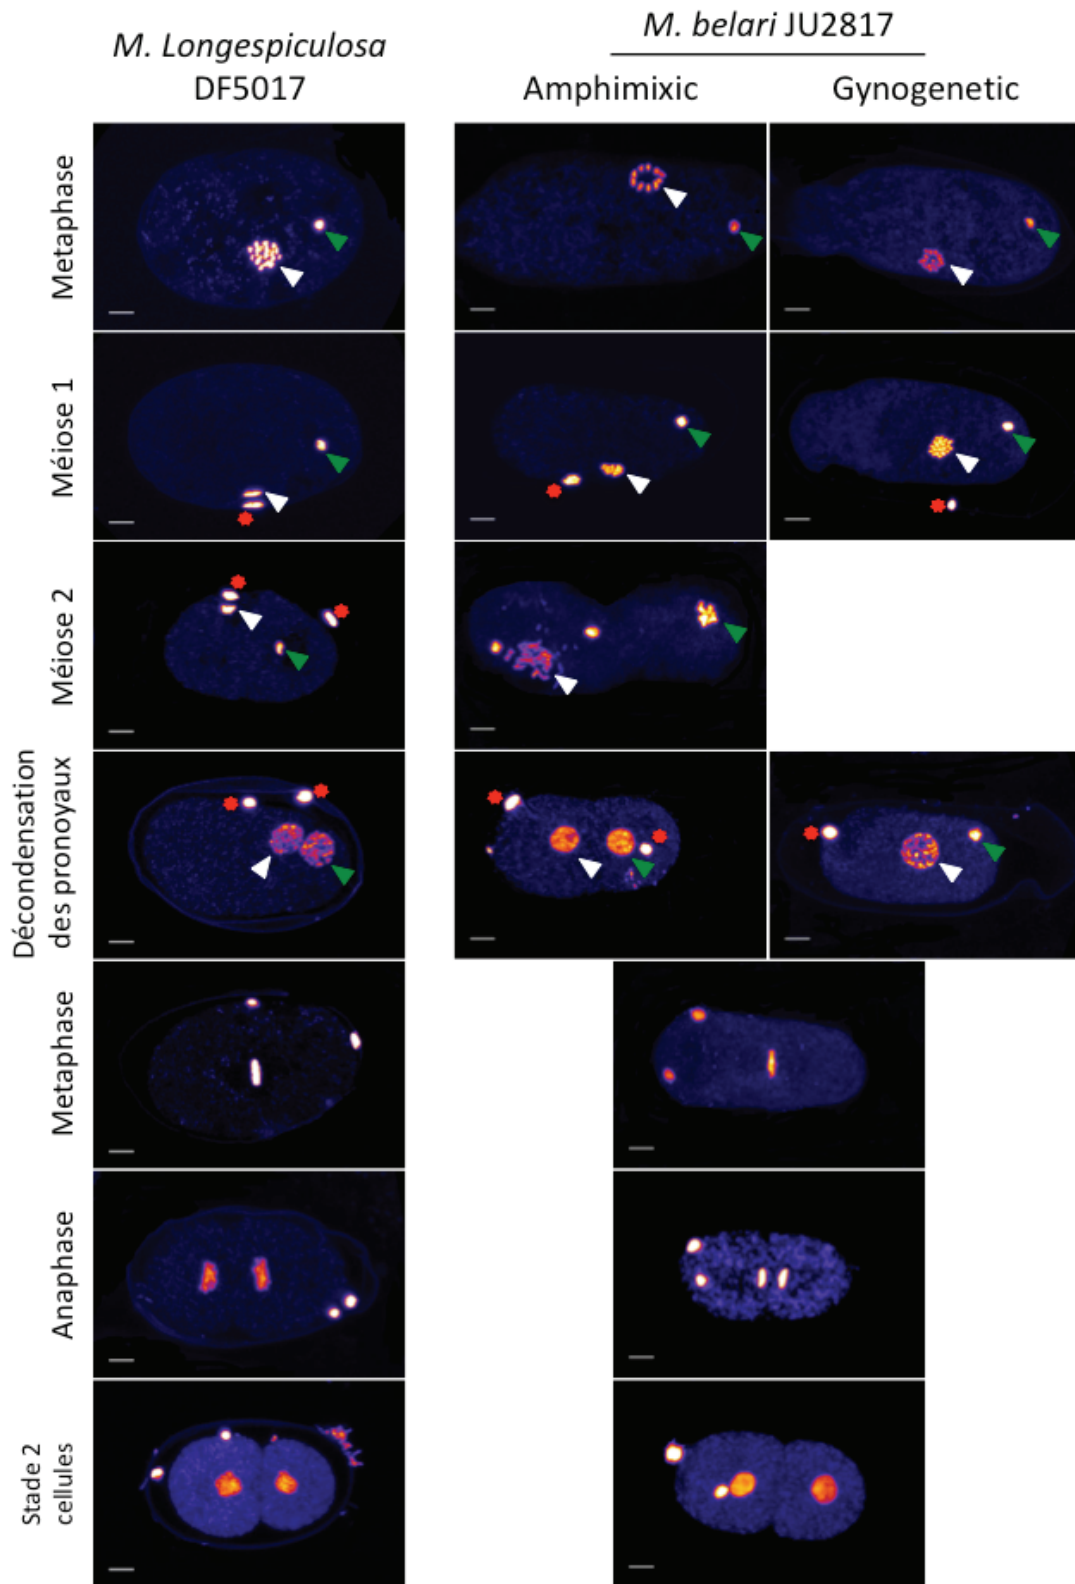 M. Longespiculosa
DF5017
M. belari JU2817
Amphimixic
Gynogenetic
Metaphase
Méiose 1
Méiose 2
Décondensation
des pronoyaux
Metaphase
Anaphase
Stade 2
cellules